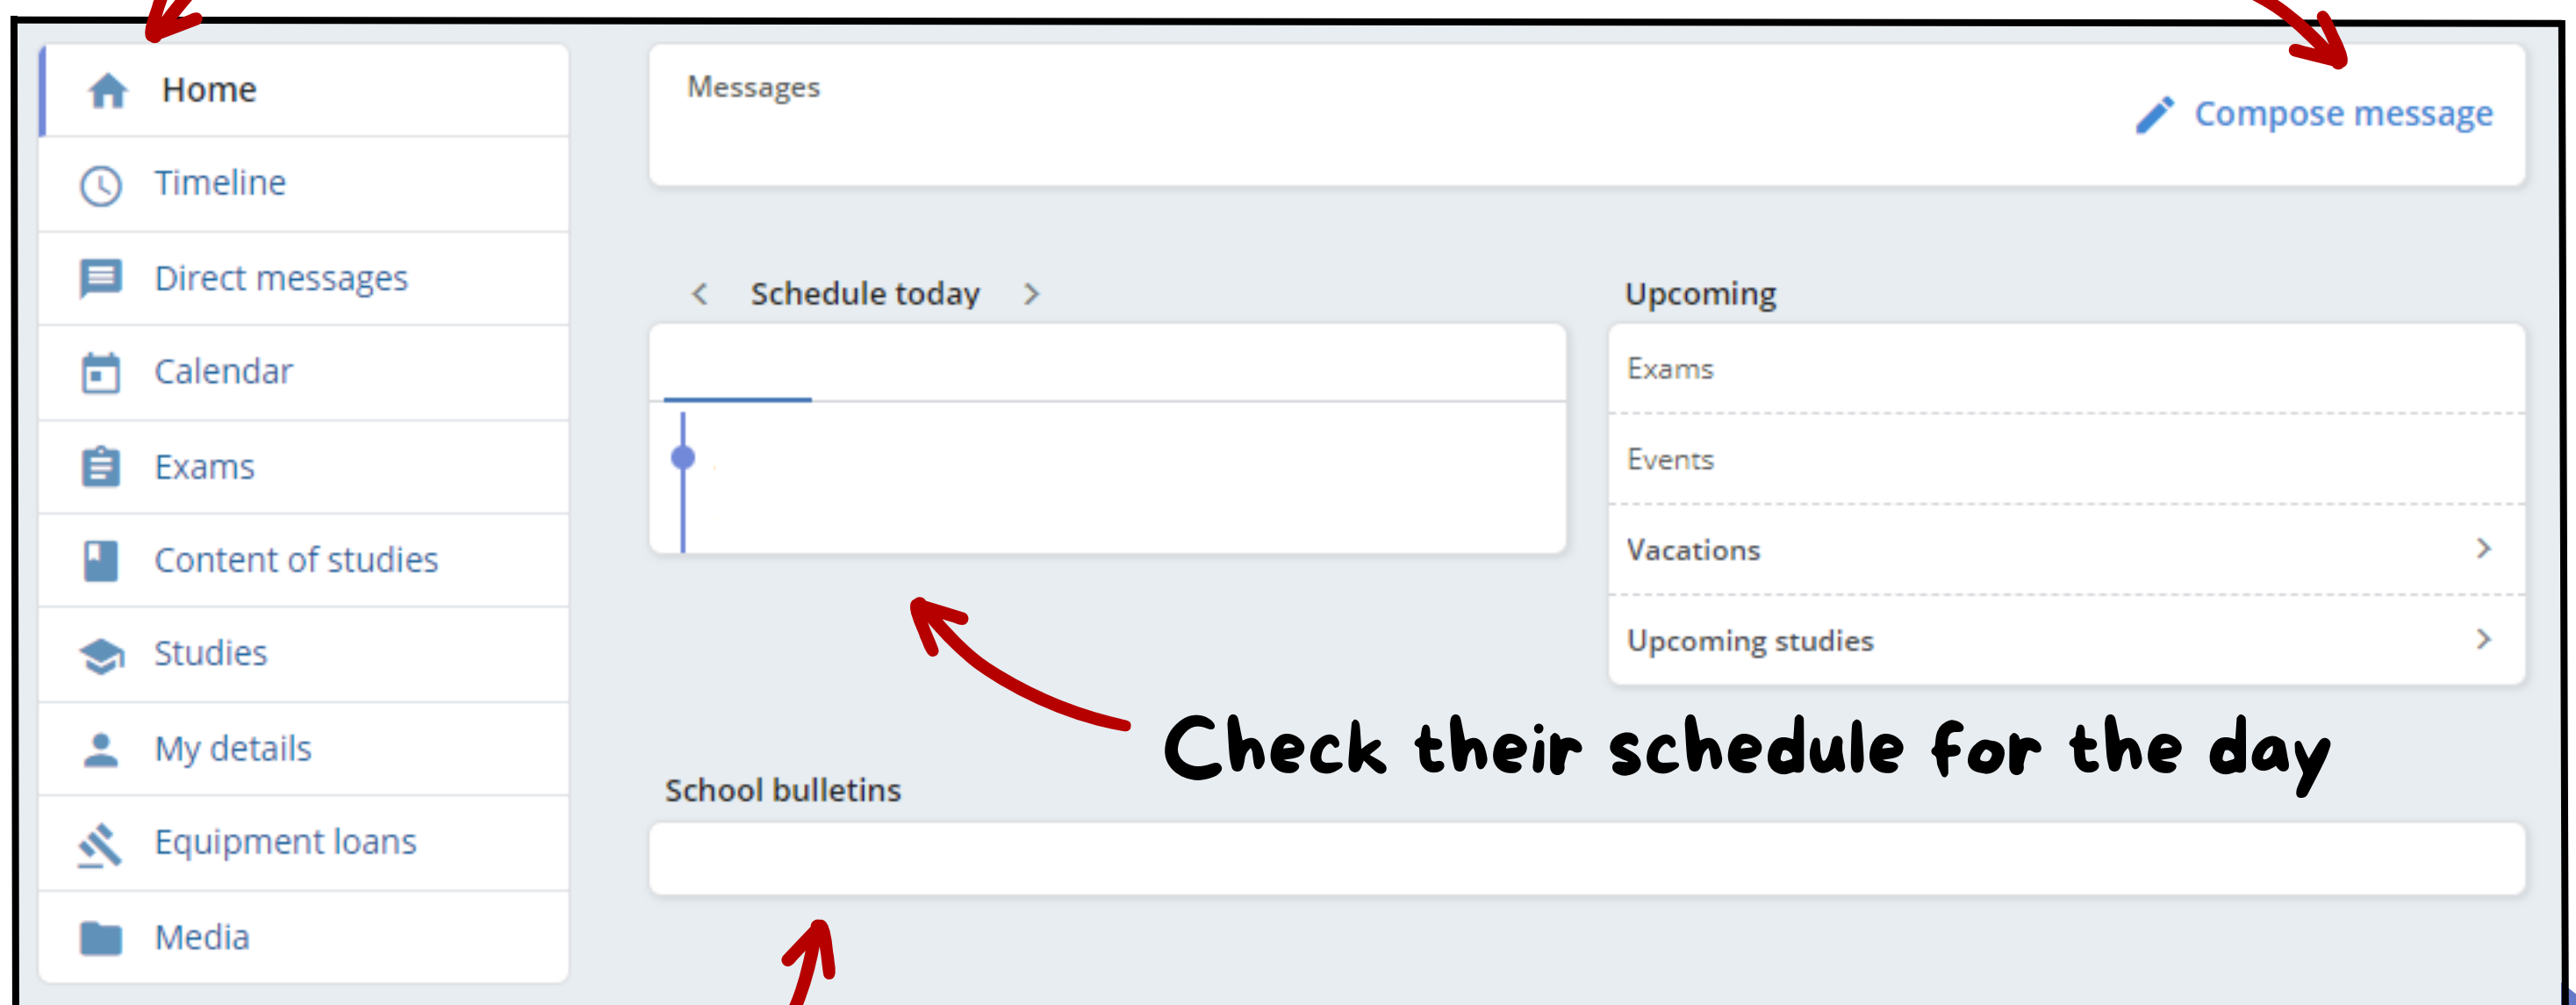 Home
Timeline
Direct messages
Calendar
Exams
Content of studies
Studies
My details
Equipment loans
Media
Messages
Compose message
Schedule today
Upcoming
Exams
Events
Vacations
Upcoming studies
Check their schedule for the day
School bulletins